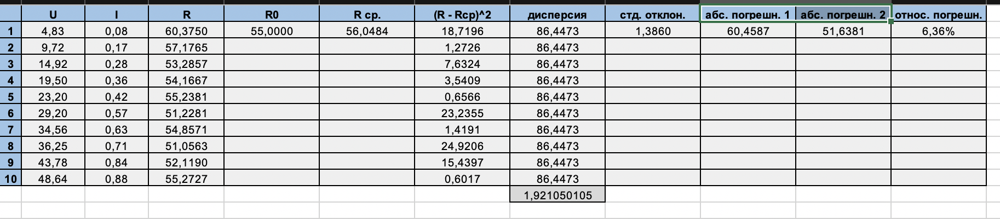 U I R R0 R ср. (R - Rср)^2 дисперсия стд. отклон. абс. погрешн. 1 абс. погрешн. 2 относ. погрешн.
1 4,83 0,08 60,3750 55,0000 56,0484 18,7196 86,4473 1,3860 60,4587 51,6381 6,36%
2 9,72 0,17 57,1765 1,2726 86,4473
3 14,92 0,28 53,2857 7,6324 86,4473
4 19,50 0,36 54,1667 3,5409 86,4473
5 23,20 0,42 55,2381 0,6566 86,4473
6 29,20 0,57 51,2281 23,2355 86,4473
7 34,56 0,63 54,8571 1,4191 86,4473
8 36,25 0,71 51,0563 24,9206 86,4473
9 43,78 0,84 52,1190 15,4397 86,4473
10 48,64 0,88 55,2727 0,6017 86,4473
1,921050105